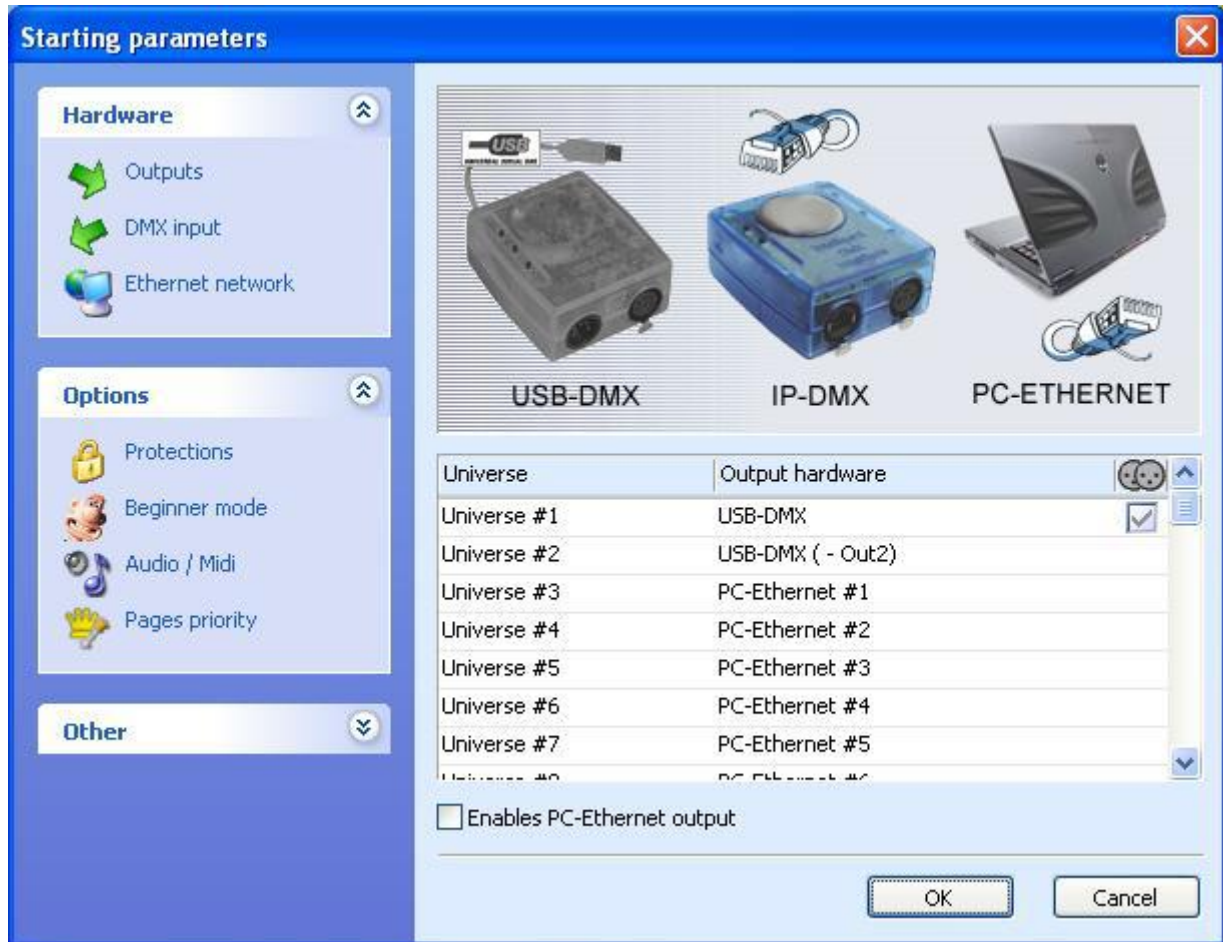 Starting parameters
Hardware
Outputs
DMX input
Ethernet network
Options
Protections
Beginner mode
Audio / Midi
Pages priority
Other
USB
USB-DMX
IP-DMX
PC-ETHERNET
Universe Output hardware
Universe #1 USB-DMX
Universe #2 USB-DMX ( - Out2)
Universe #3 PC-Ethernet #1
Universe #4 PC-Ethernet #2
Universe #5 PC-Ethernet #3
Universe #6 PC-Ethernet #4
Universe #7 PC-Ethernet #5
Enables PC-Ethernet output
OK Cancel